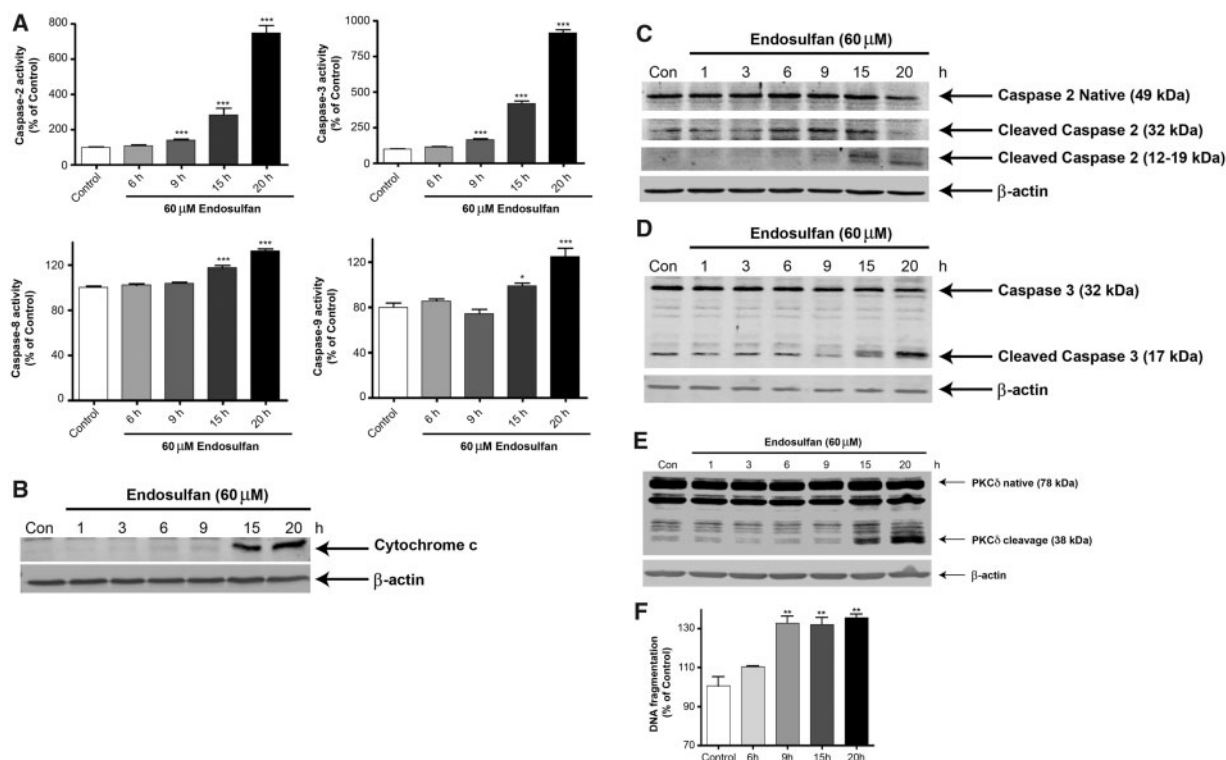 A
Caspase-2 activity
(% of Control)
800
600
400
200
0
***
***
***
Control
6 h
9 h
15 h
20 h
60 μM Endosulfan
Caspase-3 activity
(% of Control)
1000
750
500
250
0
***
***
***
Control
6 h
9 h
15 h
20 h
60 μM Endosulfan
Caspase-8 activity
(% of Control)
120
80
40
0
***
***
Control
6 h
9 h
15 h
20 h
60 μM Endosulfan
Caspase-9 activity
(% of Control)
120
80
40
0
*
***
Control
6 h
9 h
15 h
20 h
60 μM Endosulfan
B
Endosulfan (60 μM)
Con 1 3 6 9 15 20 h
Cytochrome c
β-actin
C
Endosulfan (60 μM)
Con 1 3 6 9 15 20 h
Caspase 2 Native (49 kDa)
Cleaved Caspase 2 (32 kDa)
Cleaved Caspase 2 (12-19 kDa)
β-actin
D
Endosulfan (60 μM)
Con 1 3 6 9 15 20 h
Caspase 3 (32 kDa)
Cleaved Caspase 3 (17 kDa)
β-actin
E
Endosulfan (60 μM)
Con 1 3 6 9 15 20 h
PKCδ native (78 kDa)
PKCδ cleavage (38 kDa)
β-actin
F
DNA fragmentation
(% of Control)
130
110
90
70
**
**
**
Control 6h 9h 15h 20h